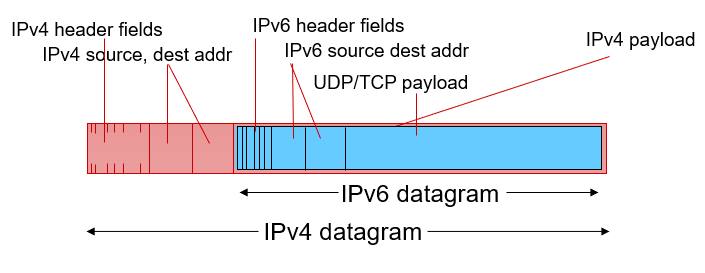 IPv4 header fields
IPv6 header fields
IPv4 source, dest addr
IPv6 source dest addr
IPv4 payload
UDP/TCP payload
IPv6 datagram
IPv4 datagram